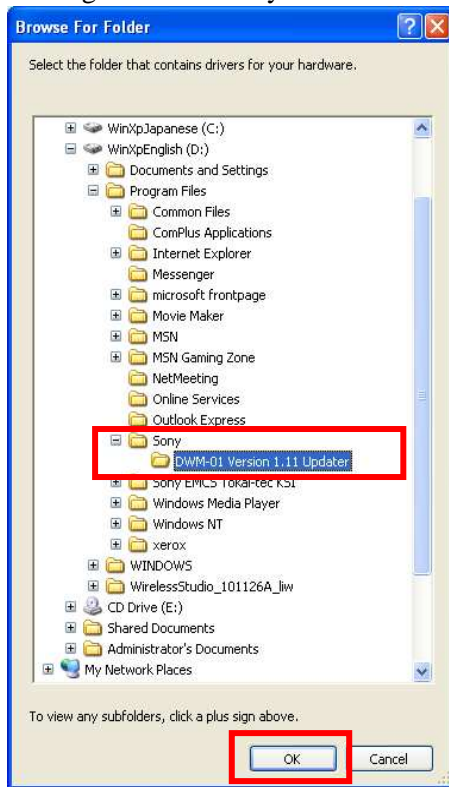 Browse For Folder
Select the folder that contains drivers for your hardware.
WinXpJapanese (C:)
WinXpEnglish (D:)
Documents and Settings
Program Files
Common Files
ComPlus Applications
Internet Explorer
Messenger
microsoft frontpage
Movie Maker
MSN
MSN Gaming Zone
NetMeeting
Online Services
Outlook Express
Sony
DWM-01 Version 1.11 Updater
Sony EMCS Tokai-tec KSI
Windows Media Player
Windows NT
xerox
WINDOWS
WirelessStudio_101126A_liw
CD Drive (E:)
Shared Documents
Administrator's Documents
My Network Places
To view any subfolders, click a plus sign above.
OK Cancel